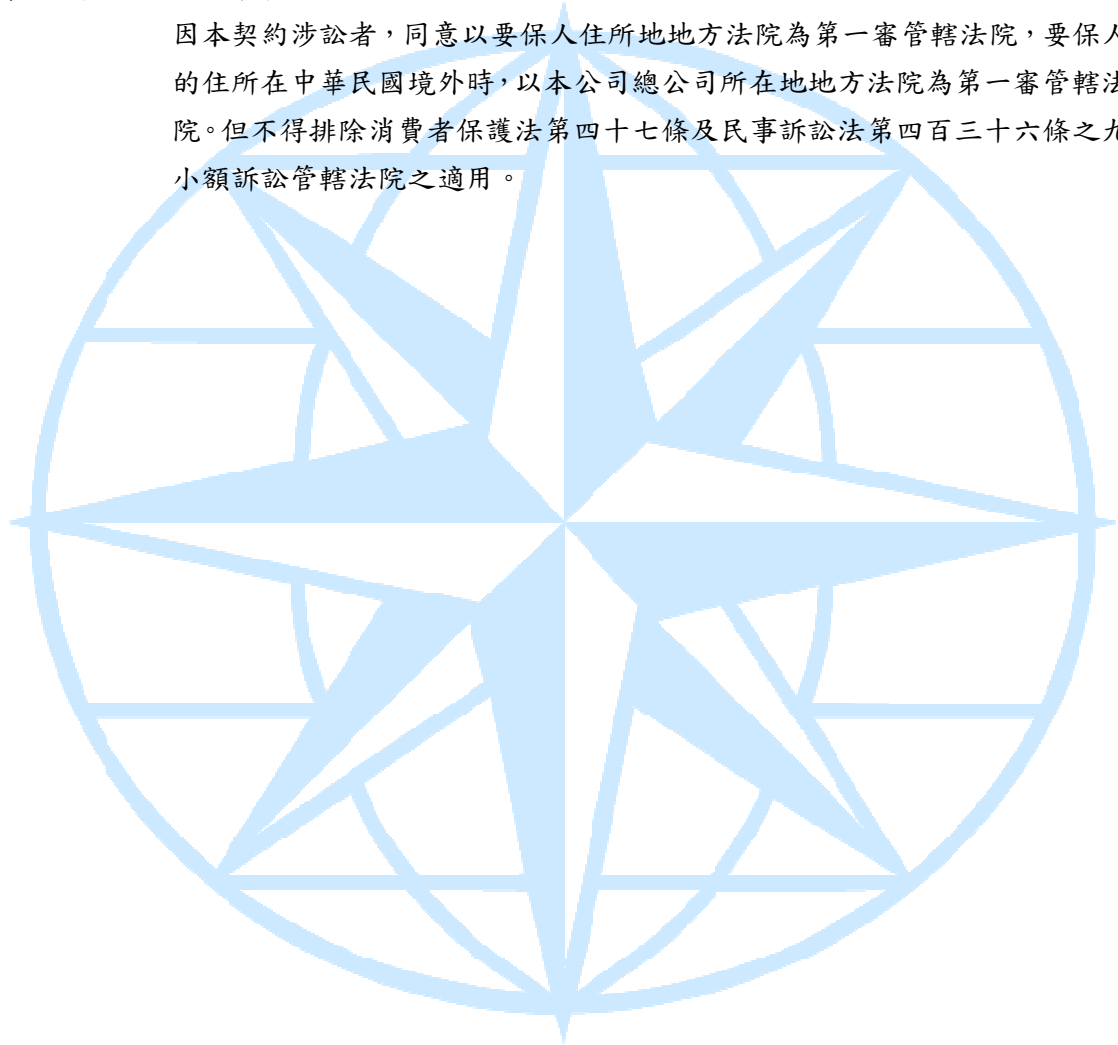 因本契約涉訟者，同意以要保人住所地地方法院為第一審管轄法院，要保人
的住所在中華民國境外時，以本公司總公司所在地地方法院為第一審管轄法
院。但不得排除消費者保護法第四十七條及民事訴訟法第四百三十六條之九
小額訴訟管轄法院之適用。